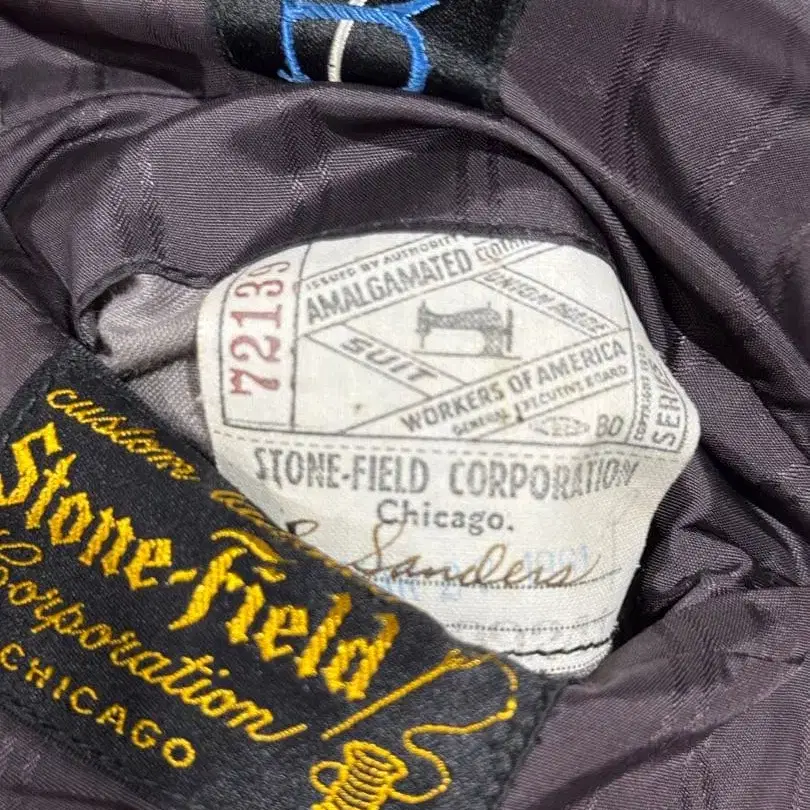 72139
ISSUED BY AUTHORITY
AMALGAMATED
UNION MADE
SUIT
WORKERS OF AMERICA
GENERAL EXECUTIVE BOARD
BO
SERIES
STONE-FIELD CORPORATION
Chicago.
Sanders
custom
Stone-Field
Corporation
CHICAGO